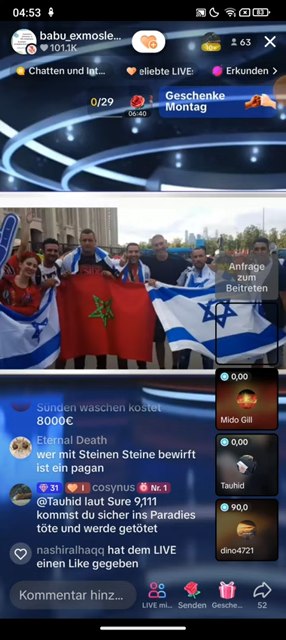 04:53
83
babu_exmosle...
101.1K
10+
63
Chatten und Int...
eliebte LIVE
Erkunden >
0/29
06:40
Geschenke
Montag
Anfrage
zum
Beitreten
0,00
Mido Gill
0,00
Tauhid
90,0
dino4721
Sünden waschen kostet
8000€
Eternal Death
wer mit Steinen Steine bewirft
ist ein pagan
31 I cosynus Nr. 1
@Tauhid laut Sure 9,111
kommst du sicher ins Paradies
töte und werde getötet
nashiralhaqq hat dem LIVE
einen Like gegeben
Kommentar hinz...
LIVE mi...
Senden
Gesche...
52